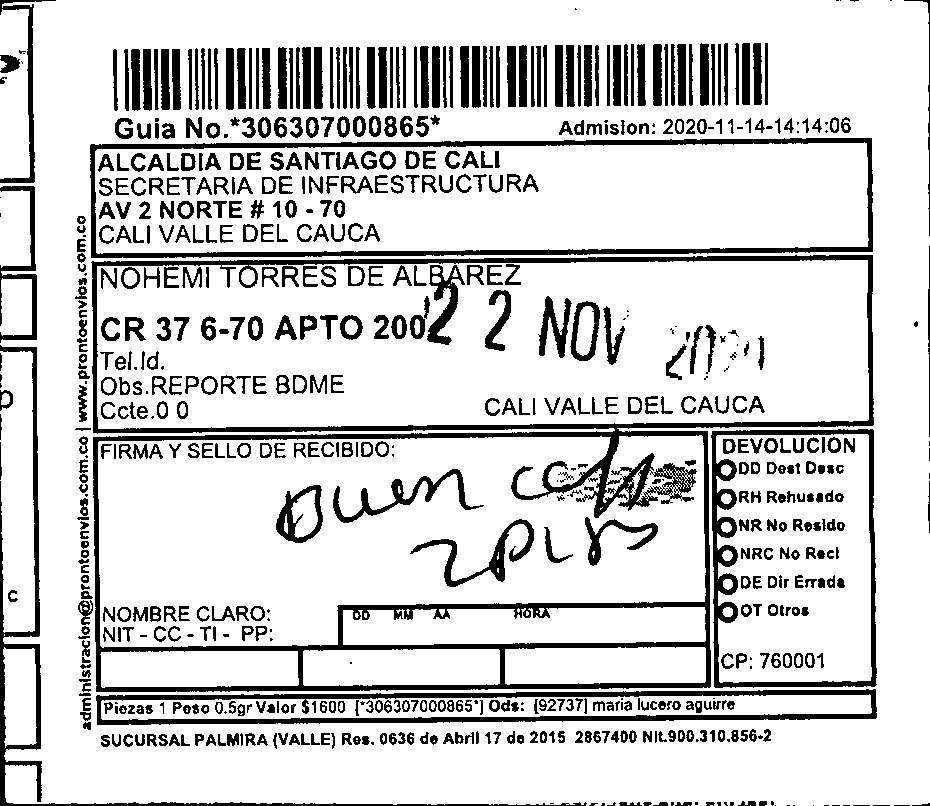 Guia No.*306307000865*
Admision: 2020-11-14-14:14:06
ALCALDIA DE SANTIAGO DE CALI
SECRETARIA DE INFRAESTRUCTURA
AV 2 NORTE # 10 - 70
CALI VALLE DEL CAUCA
NOHEMI TORRES DE ALBAREZ
CR 37 6-70 APTO 200
22 NOV
Tel.Id.
Obs.REPORTE BDME
Ccte.0 0
CALI VALLE DEL CAUCA
administracion@prontoenvios.com.co | www.prontoenvios.com.co
FIRMA Y SELLO DE RECIBIDO:
Buen
NOMBRE CLARO:
NIT - CC - TI - PP:
DD MM AA HORA
DEVOLUCION
DD Dest Desc
RH Rehusado
NR No Resido
NRC No Recl
DE Dir Errada
OT Otros
CP: 760001
Piezas 1 Peso 0.5gr Valor $1600 [*306307000865*] Ods: [92737] maria lucero aguirre
SUCURSAL PALMIRA (VALLE) Res. 0636 de Abril 17 de 2015 2867400 Nit.900.310.856-2